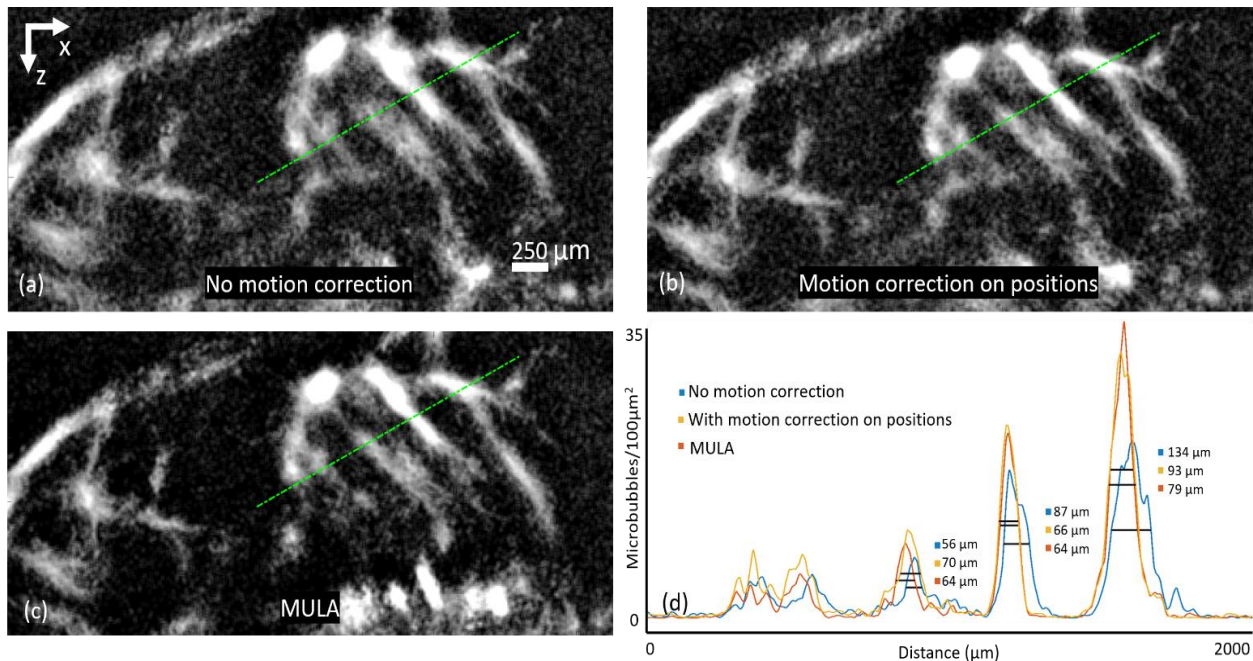 X
Z
250 μm
(a)
No motion correction
(b)
Motion correction on positions
(c)
MULA
35
Microbubbles/100μm²
0
No motion correction
With motion correction on positions
MULA
56 μm
70 μm
64 μm
87 μm
66 μm
64 μm
134 μm
93 μm
79 μm
(d)
0
Distance (μm)
2000